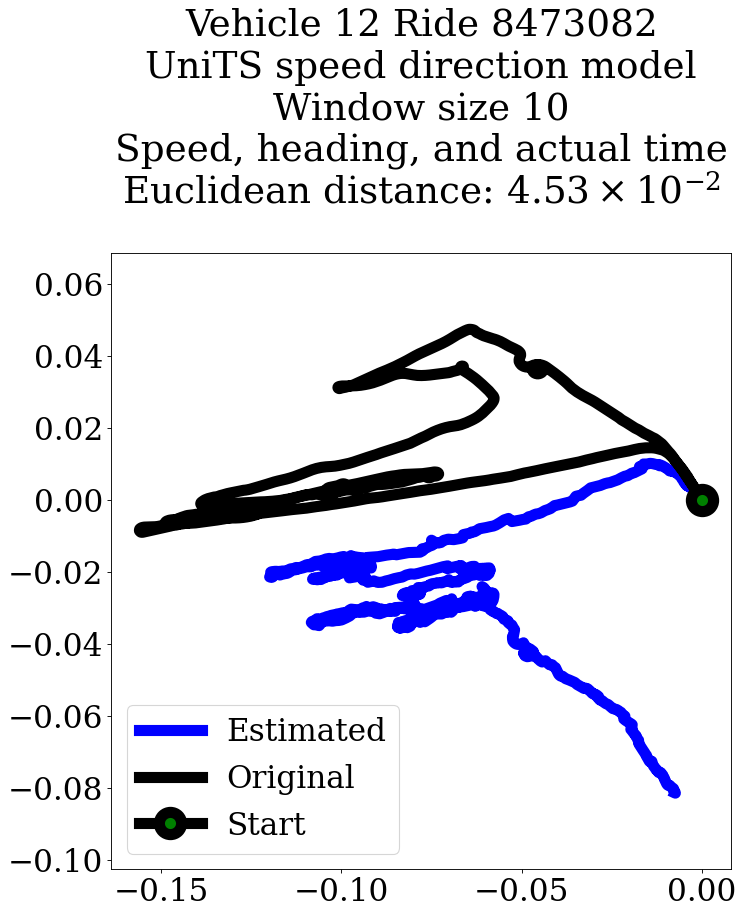 Vehicle 12 Ride 8473082
UniTS speed direction model
Window size 10
Speed, heading, and actual time
Euclidean distance: 4.53 × 10⁻²
0.06
0.04
0.02
0.00
−0.02
−0.04
−0.06
−0.08
−0.10
Estimated
Original
Start
−0.15 −0.10 −0.05 0.00